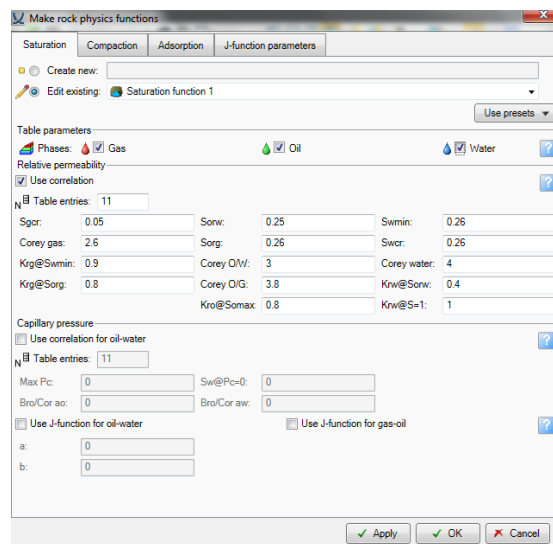 Make rock physics functions
Saturation Compaction Adsorption J-function parameters
Create new:
Edit existing: Saturation function 1
Use presets
Table parameters
Phases: Gas Oil Water ?
Relative permeability
Use correlation ?
N Table entries: 11
Sgcr: 0.05 Sorw: 0.25 Swmin: 0.26
Corey gas: 2.6 Sorg: 0.26 Swcr: 0.26
Krg@Swmin: 0.9 Corey O/W: 3 Corey water: 4
Krg@Sorg: 0.8 Corey O/G: 3.8 Krw@Sorw: 0.4
Kro@Somax 0.8 Krw@S=1: 1
Capillary pressure
Use correlation for oil-water ?
N Table entries: 11
Max Pc: 0 Sw@Pc=0: 0
Bro/Cor ao: 0 Bro/Cor aw: 0
Use J-function for oil-water Use J-function for gas-oil ?
a: 0
b: 0
Apply OK Cancel